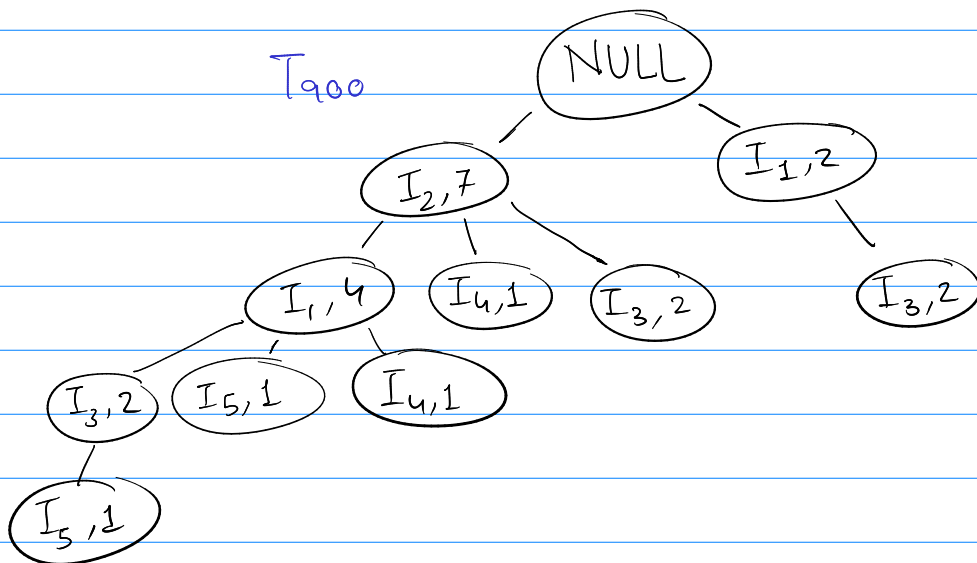 NULL
T900
I2,7
I1,2
I1,4
I4,1
I3,2
I3,2
I3,2
I5,1
I4,1
I5,1